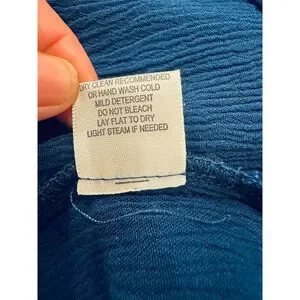 DRY CLEAN RECOMMENDED
OR HAND WASH COLD
MILD DETERGENT
DO NOT BLEACH
LAY FLAT TO DRY
LIGHT STEAM IF NEEDED